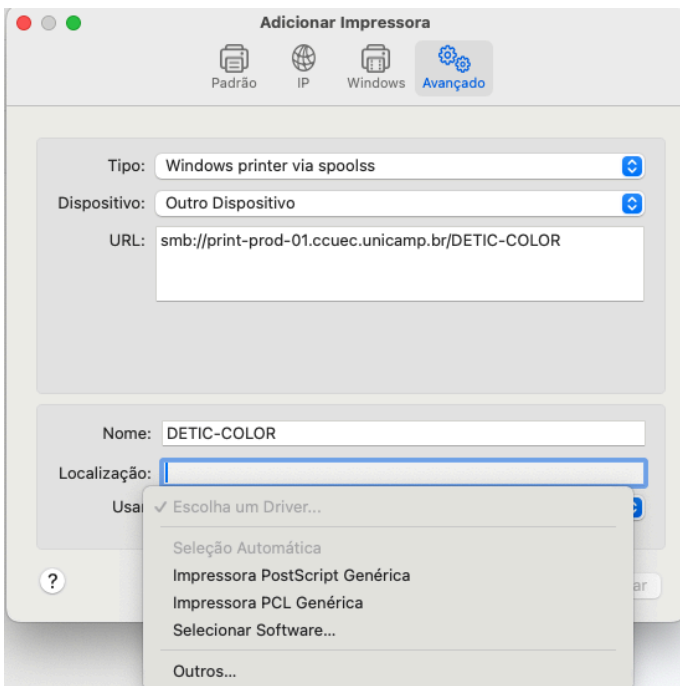 Adicionar Impressora
Padrão IP Windows Avançado
Tipo: Windows printer via spoolss
Dispositivo: Outro Dispositivo
URL: smb://print-prod-01.ccuec.unicamp.br/DETIC-COLOR
Nome: DETIC-COLOR
Localização:
Usa
✓ Escolha um Driver...
Seleção Automática
Impressora PostScript Genérica
? ar
Impressora PCL Genérica
Selecionar Software...
Outros...